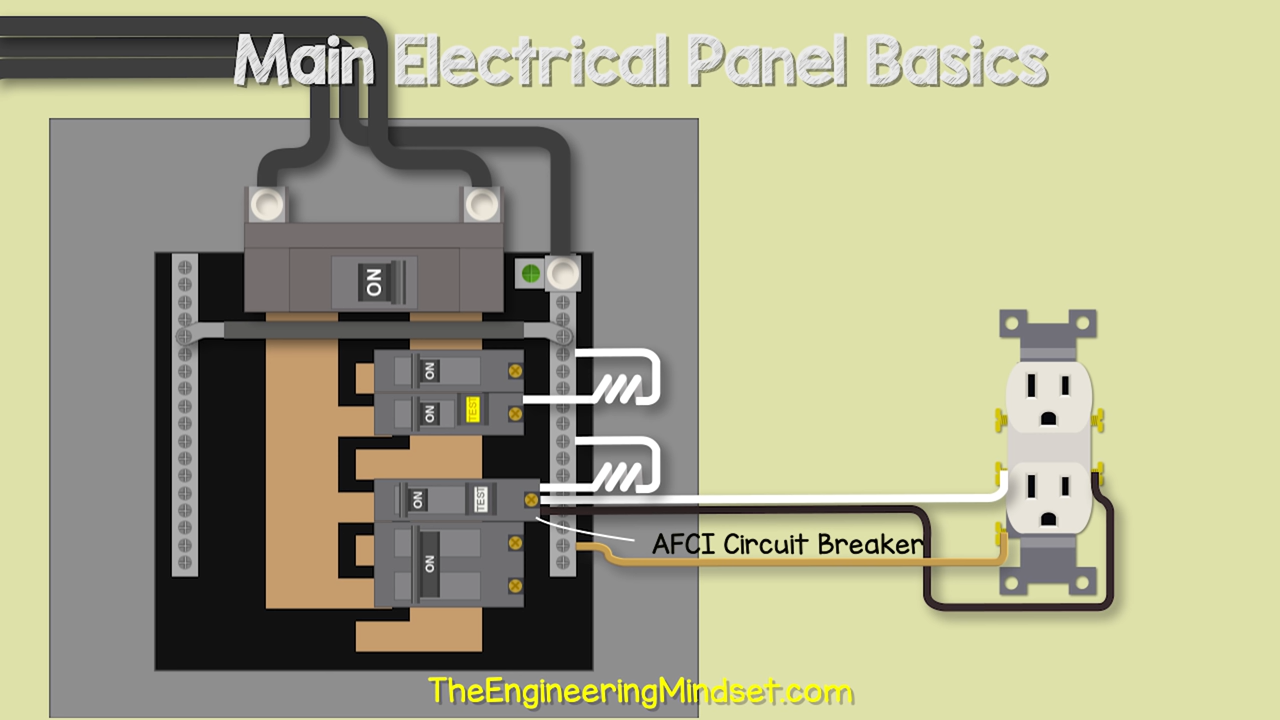 Main Electrical Panel Basics
ON
ON
ON
TEST
ON
TEST
AFCI Circuit Breaker
ON
TheEngineeringMindset.com